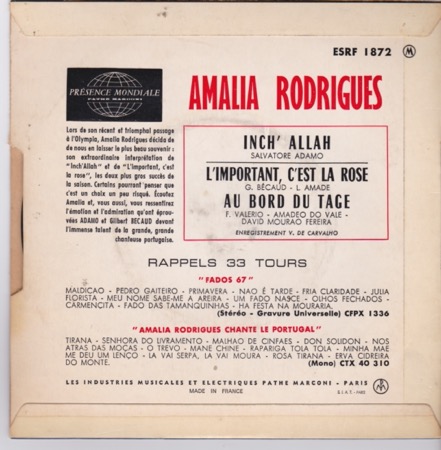 ESRF 1872 M
PRÉSENCE MONDIALE
PATHE MARCONI
AMALIA RODRIGUES
Lors de son récent et triomphal passage
à l'Olympia, Amalia Rodrigues décida de
de nous en laisser le plus beau souvenir :
son extraordinaire interprétation de
"Inch'Allah" et de "L'important, c'est
la rose", les deux plus gros succès de
la saison. Certains pourront penser que
c'est un choix un peu risqué. Ecoutez
Amalia et, vous aussi, vous ressentirez
l'émotion et l'admiration qu'ont éprou-
vées ADAMO et Gilbert BECAUD devant
l'immense talent de la grande, grande
chanteuse portugaise.
INCH' ALLAH
SALVATORE ADAMO
L'IMPORTANT, C'EST LA ROSE
G. BÉCAUD - L. AMADE
AU BORD DU TAGE
F. VALERIO - AMADEO DO VALE -
DAVID MOURAO FEREIRA
ENREGISTREMENT V. DE CARVALHO
RAPPELS 33 TOURS
"FADOS 67"
MALDICAO - PEDRO GAITEIRO - PRIMAVERA - NAO É TARDE - FRIA CLARIDADE - JULIA
FLORISTA - MEU NOME SABE-ME A AREIRA - UM FADO NASCE - OLHOS FECHADOS -
CARMENCITA - FADO DAS TAMANQUINHAS - HA FESTA NA MOURARIA.
(Stéréo - Gravure Universelle) CFPX 1336
"AMALIA RODRIGUES CHANTE LE PORTUGAL"
TIRANA - SENHORA DO LIVRAMENTO - MALHAO DE CINFAES - DON SOLIDON - NOS
ATRAS DAS MOÇAS - O TREVO - MANE CHINE - RAPARIGA TOLA TOLA - MINHA MAE
ME DEU UM LENÇO - LA VAI SERPA, LA VAI MOURA - ROSA TIRANA - ERVA CIDREIRA
DO MONTE. (Mono) CTX 40 310
LES INDUSTRIES MUSICALES ET ELECTRIQUES PATHE MARCONI - PARIS
MADE IN FRANCE